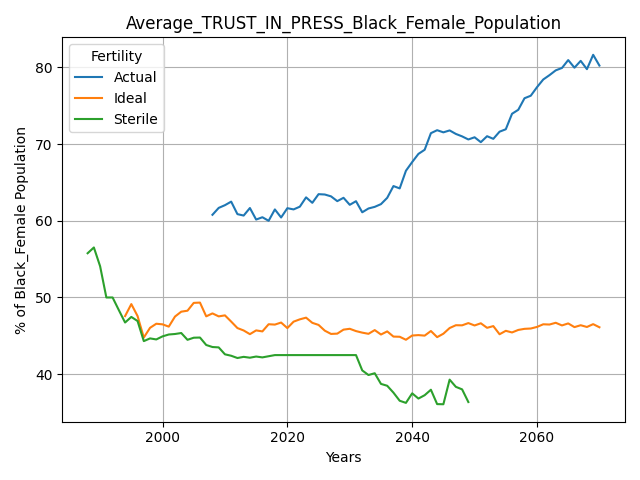 Average_TRUST_IN_PRESS_Black_Female_Population
Fertility
Actual
Ideal
Sterile
% of Black_Female Population
80
70
60
50
40
2000
2020
2040
2060
Years